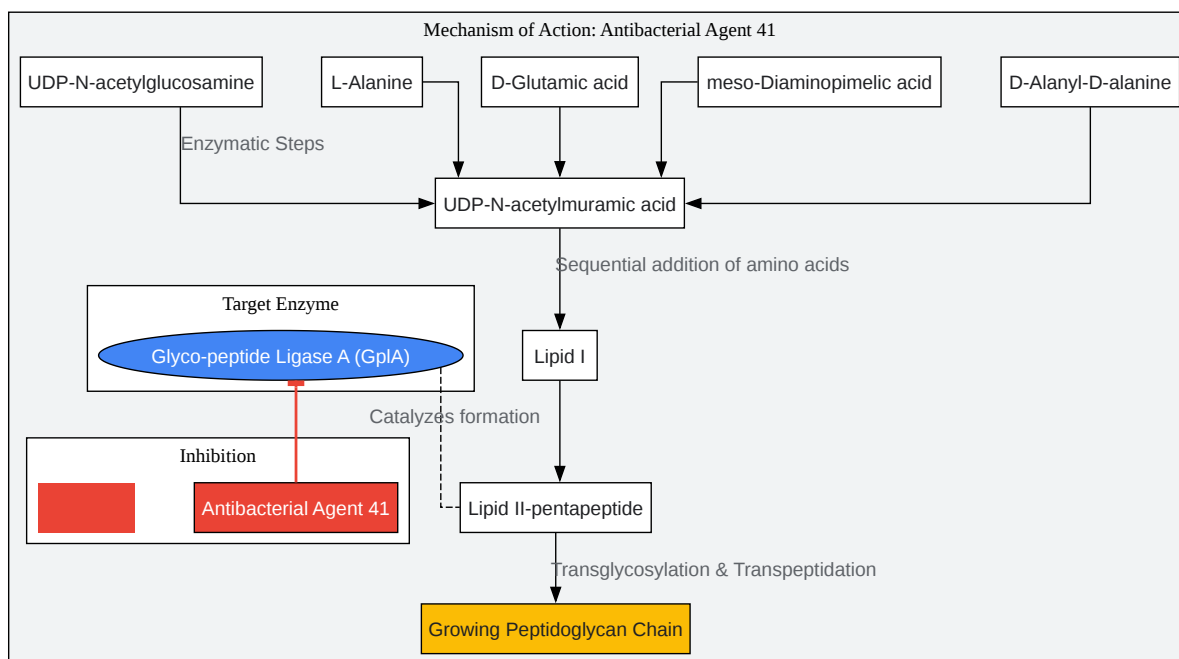 Mechanism of Action: Antibacterial Agent 41
UDP-N-acetylglucosamine
L-Alanine
D-Glutamic acid
meso-Diaminopimelic acid
D-Alanyl-D-alanine
Enzymatic Steps
UDP-N-acetylmuramic acid
Sequential addition of amino acids
Target Enzyme
Glyco-peptide Ligase A (GplA)
Lipid I
Catalyzes formation
Inhibition
Antibacterial Agent 41
Lipid II-pentapeptide
Transglycosylation & Transpeptidation
Growing Peptidoglycan Chain